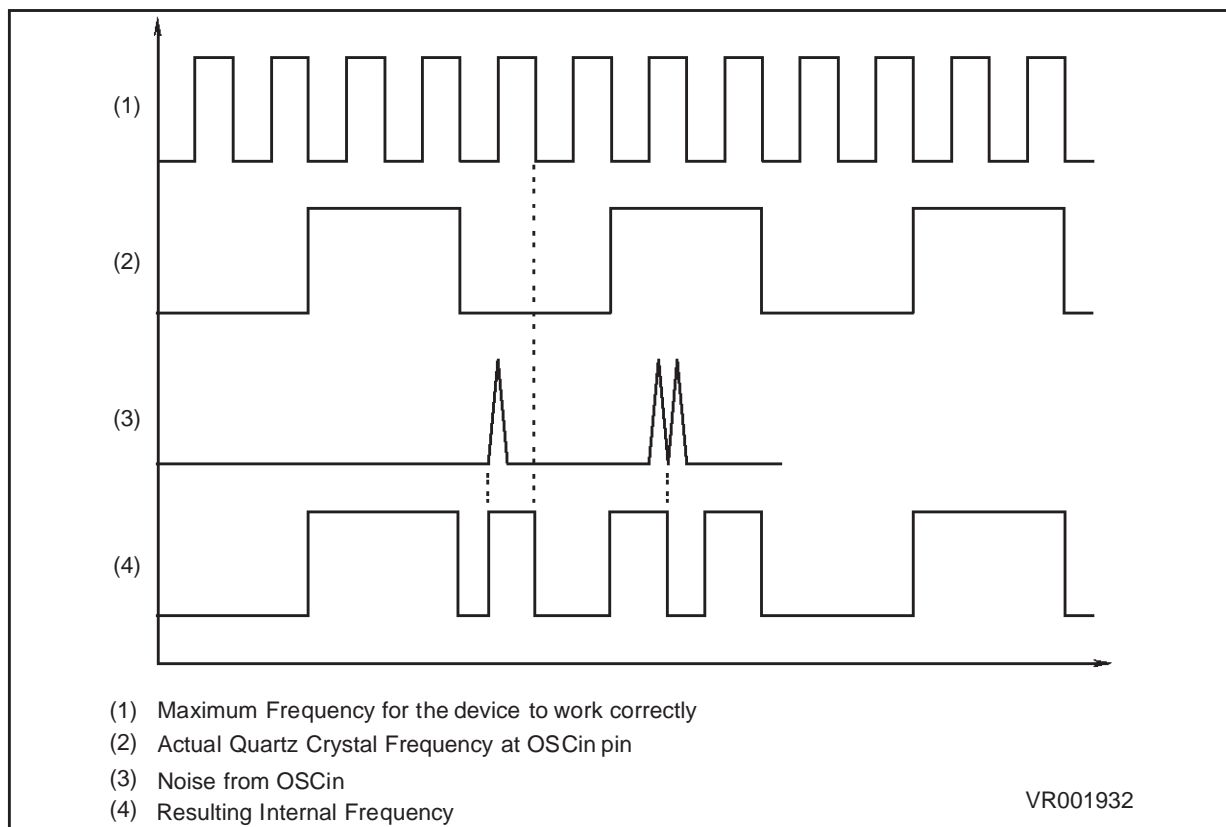 (1)
(2)
(3)
(4)
(1) Maximum Frequency for the device to work correctly
(2) Actual Quartz Crystal Frequency at OSCin pin
(3) Noise from OSCin
(4) Resulting Internal Frequency
VR001932